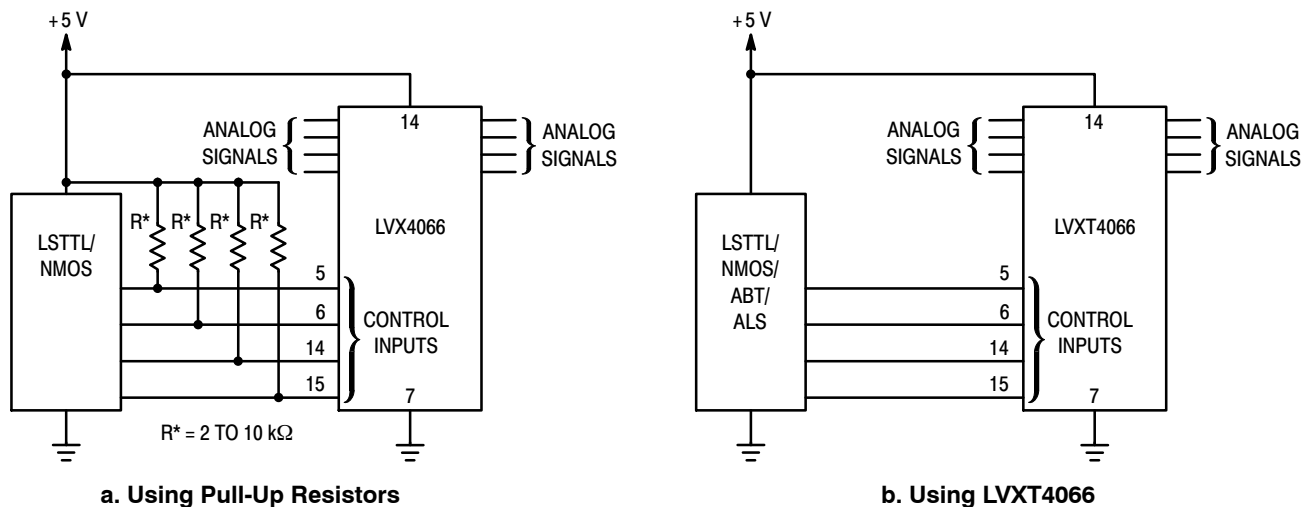 +5 V
ANALOG
SIGNALS
14
ANALOG
SIGNALS
R* R* R* R*
LSTTL/
NMOS
LVX4066
5
6
14
15
CONTROL
INPUTS
7
R* = 2 TO 10 kΩ
a. Using Pull-Up Resistors
+5 V
ANALOG
SIGNALS
14
ANALOG
SIGNALS
LSTTL/
NMOS/
ABT/
ALS
LVXT4066
5
6
14
15
CONTROL
INPUTS
7
b. Using LVXT4066